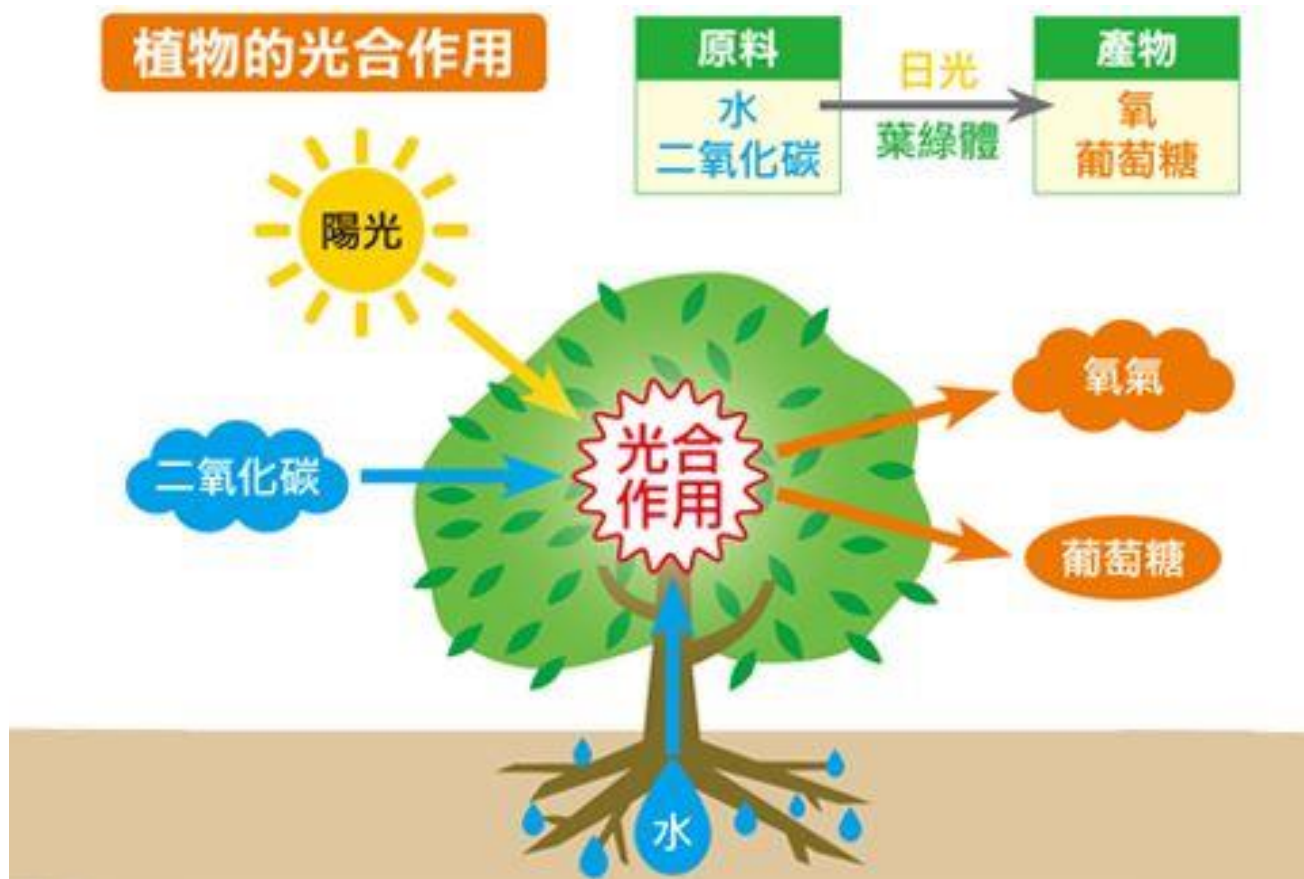 植物的光合作用
原料
水
二氧化碳
日光
葉綠體
產物
氧
葡萄糖
陽光
二氧化碳
光合
作用
氧氣
葡萄糖
水